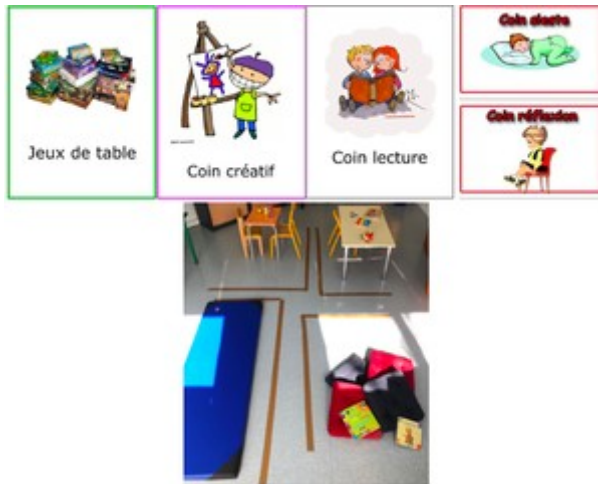 Jeux de table
Coin créatif
Coin lecture
Coin sieste
Coin réflexion